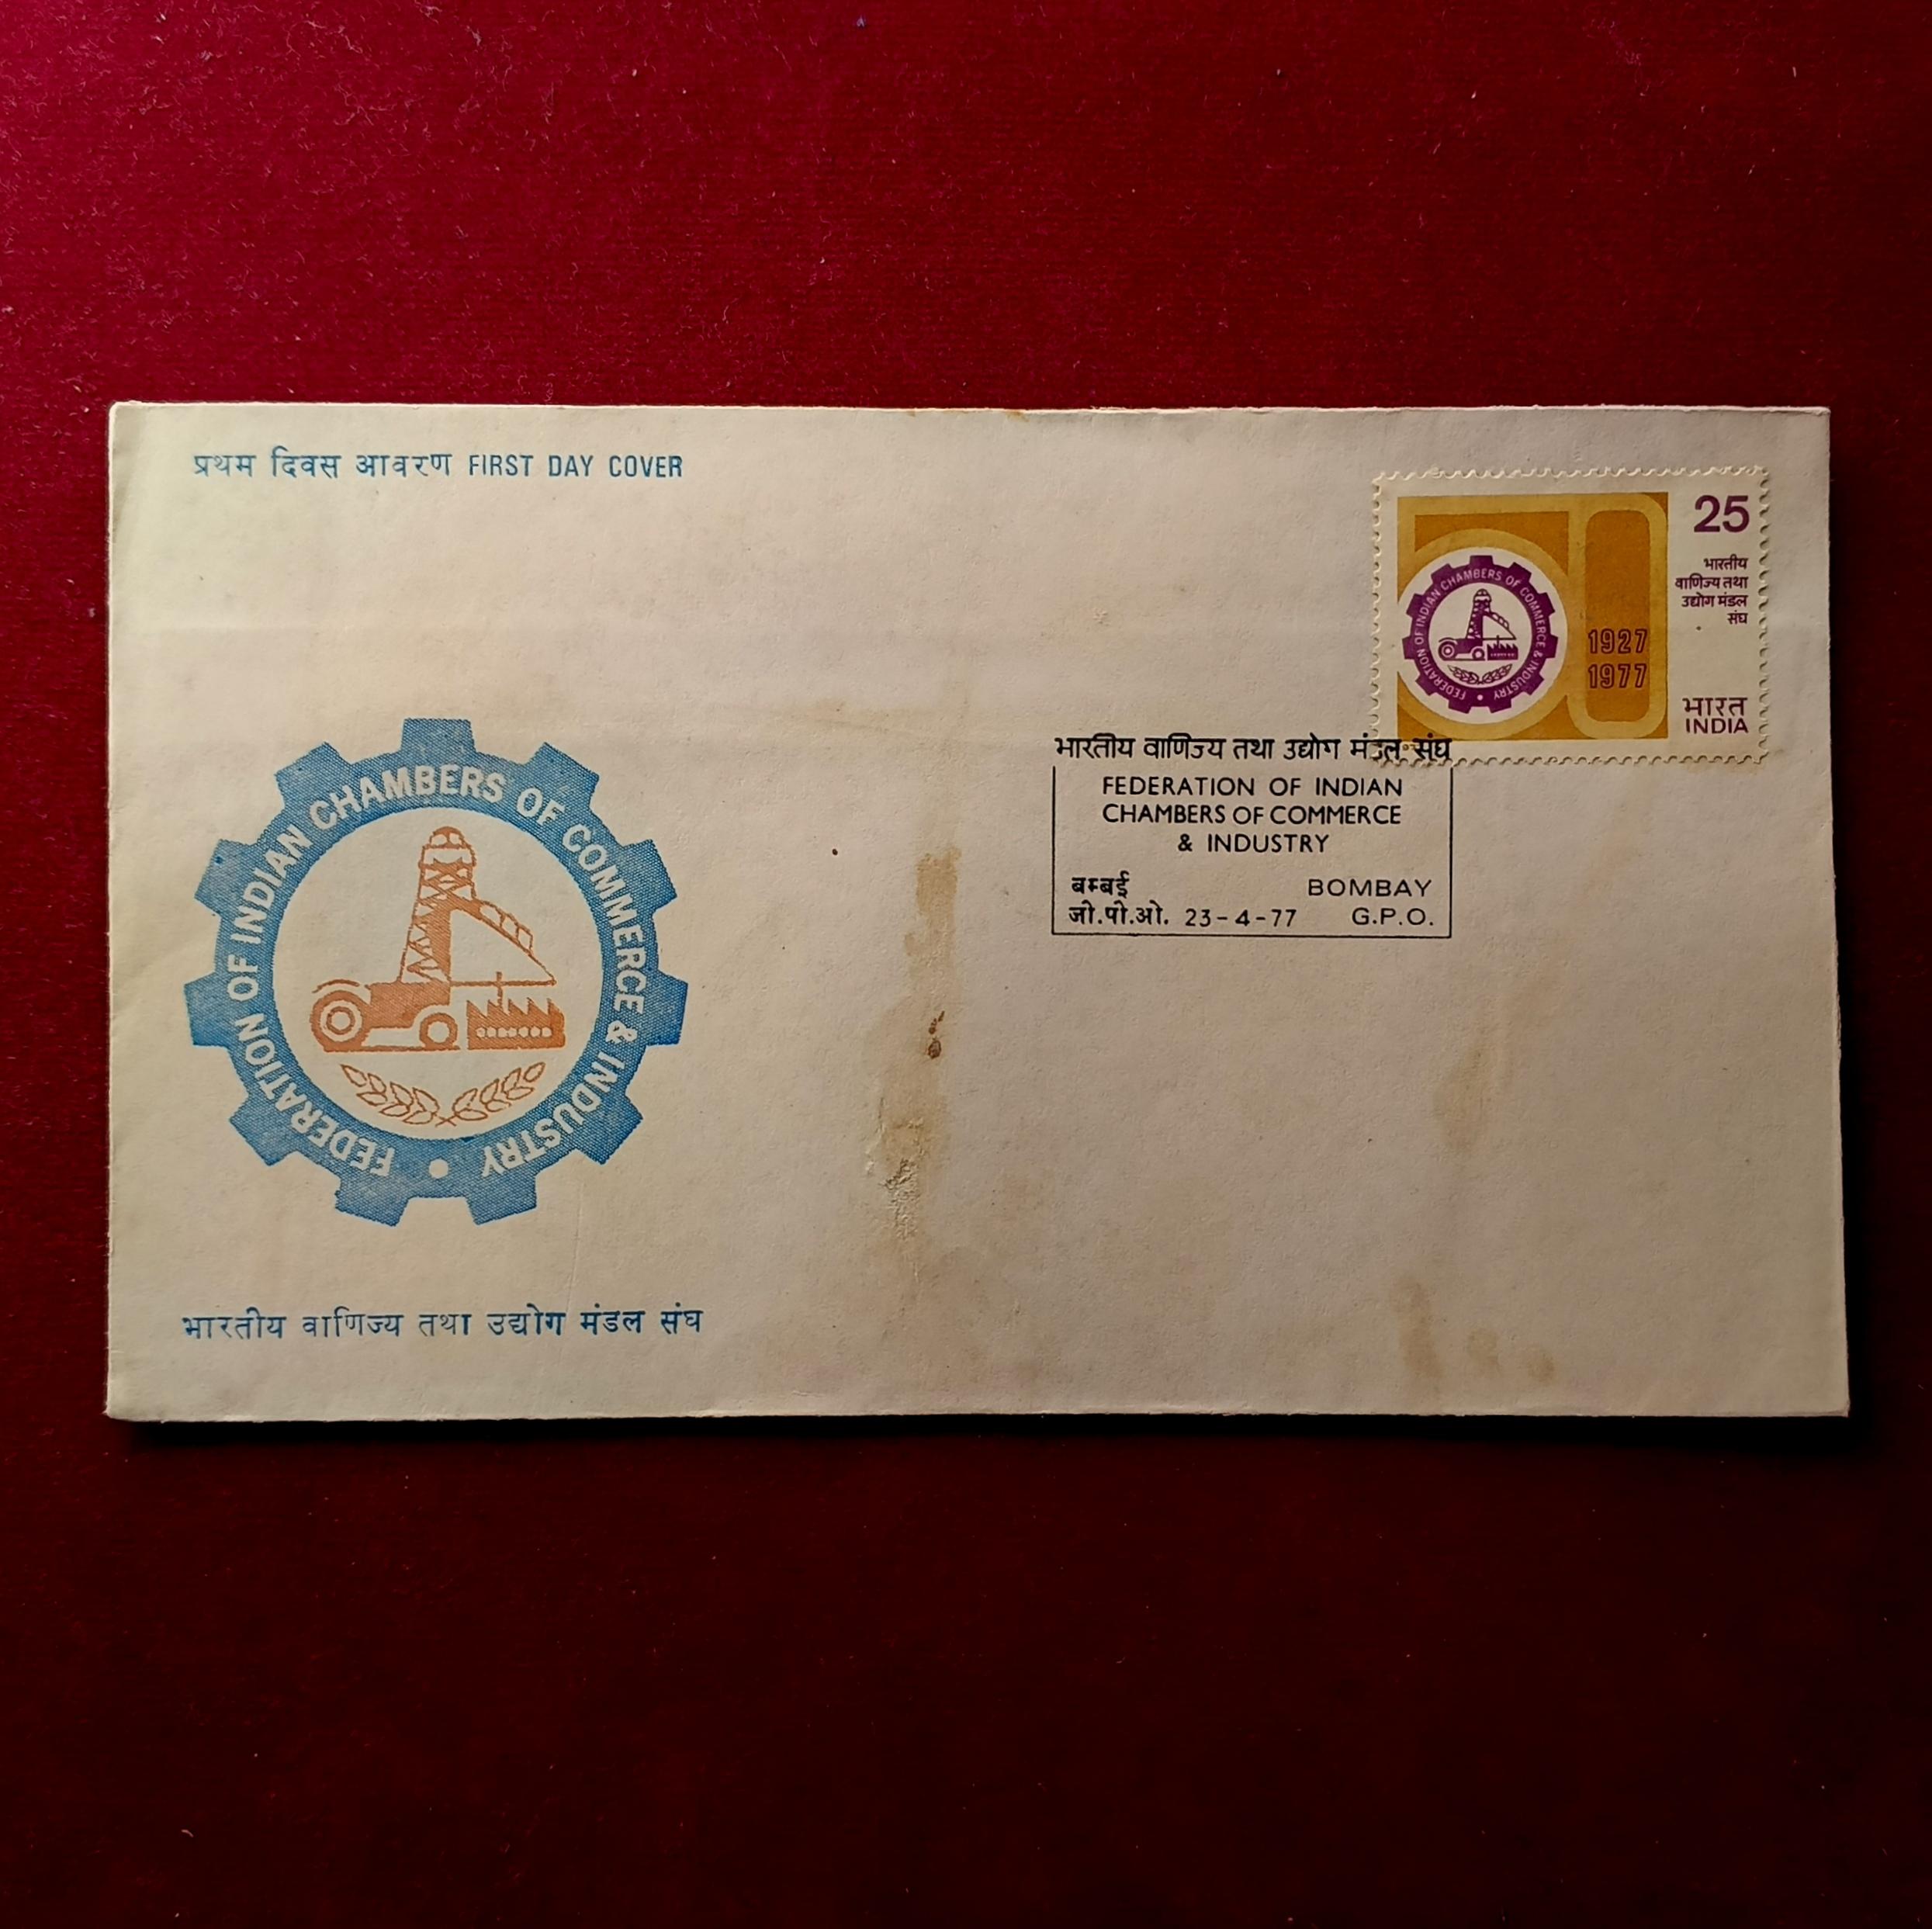 प्रथम दिवस आवरण FIRST DAY COVER
25
भारतीय
वाणिज्य तथा
उद्योग मंडल
संघ
FEDERATION OF INDIAN CHAMBERS OF COMMERCE & INDUSTRY
1927
1977
भारत
INDIA
भारतीय वाणिज्य तथा उद्योग मंडल संघ
FEDERATION OF INDIAN
CHAMBERS OF COMMERCE
& INDUSTRY
बम्बई BOMBAY
जी.पी.ओ. 23-4-77 G.P.O.
FEDERATION OF INDIAN CHAMBERS OF COMMERCE & INDUSTRY
भारतीय वाणिज्य तथा उद्योग मंडल संघ